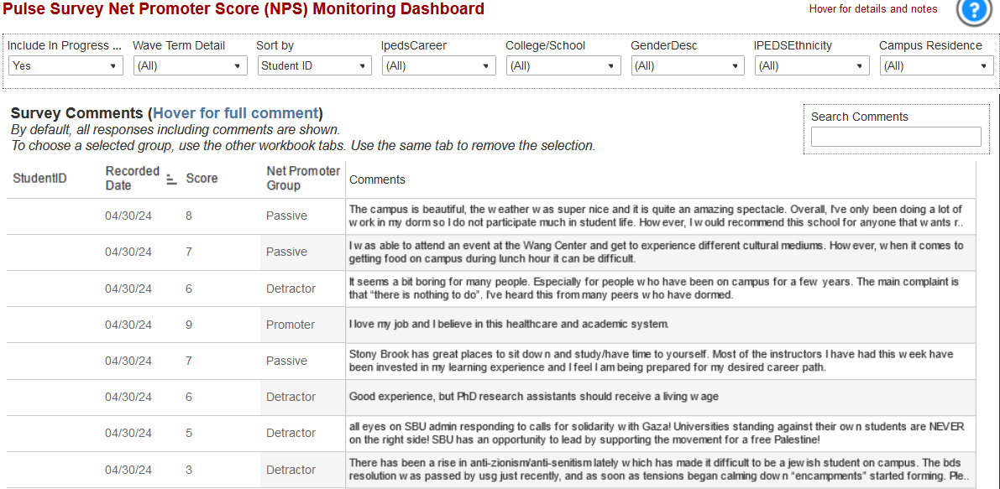 Pulse Survey Net Promoter Score (NPS) Monitoring Dashboard
Hover for details and notes
?
Include In Progress ... Wave Term Detail Sort by IpedsCareer College/School GenderDesc IPEDSEthnicity Campus Residence
Yes (All) Student ID (All) (All) (All) (All) (All)
Survey Comments (Hover for full comment)
By default, all responses including comments are shown.
To choose a selected group, use the other workbook tabs. Use the same tab to remove the selection.
Search Comments
StudentID Recorded Date Score Net Promoter Group Comments
04/30/24 8 Passive The campus is beautiful, the weather was super nice and it is quite an amazing spectacle. Overall, I've only been doing a lot of
work in my dorm so I do not participate much in student life. However, I would recommend this school for anyone that wants r..
04/30/24 7 Passive I was able to attend an event at the Wang Center and get to experience different cultural mediums. However, when it comes to
getting food on campus during lunch hour it can be difficult.
04/30/24 6 Detractor It seems a bit boring for many people. Especially for people who have been on campus for a few years. The main complaint is
that “there is nothing to do”. I've heard this from many peers who have dormed.
04/30/24 9 Promoter I love my job and I believe in this healthcare and academic system.
04/30/24 7 Passive Stony Brook has great places to sit down and study/have time to yourself. Most of the instructors I have had this week have
been invested in my learning experience and I feel I am being prepared for my desired career path.
04/30/24 6 Detractor Good experience, but PhD research assistants should receive a living wage
04/30/24 5 Detractor all eyes on SBU admin responding to calls for solidarity with Gaza! Universities standing against their own students are NEVER
on the right side! SBU has an opportunity to lead by supporting the movement for a free Palestine!
04/30/24 3 Detractor There has been a rise in anti-zionism/anti-senitism lately which has made it difficult to be a jewish student on campus. The bds
resolution was passed by usg just recently, and as soon as tensions began calming down “encampments” started forming. Ple..